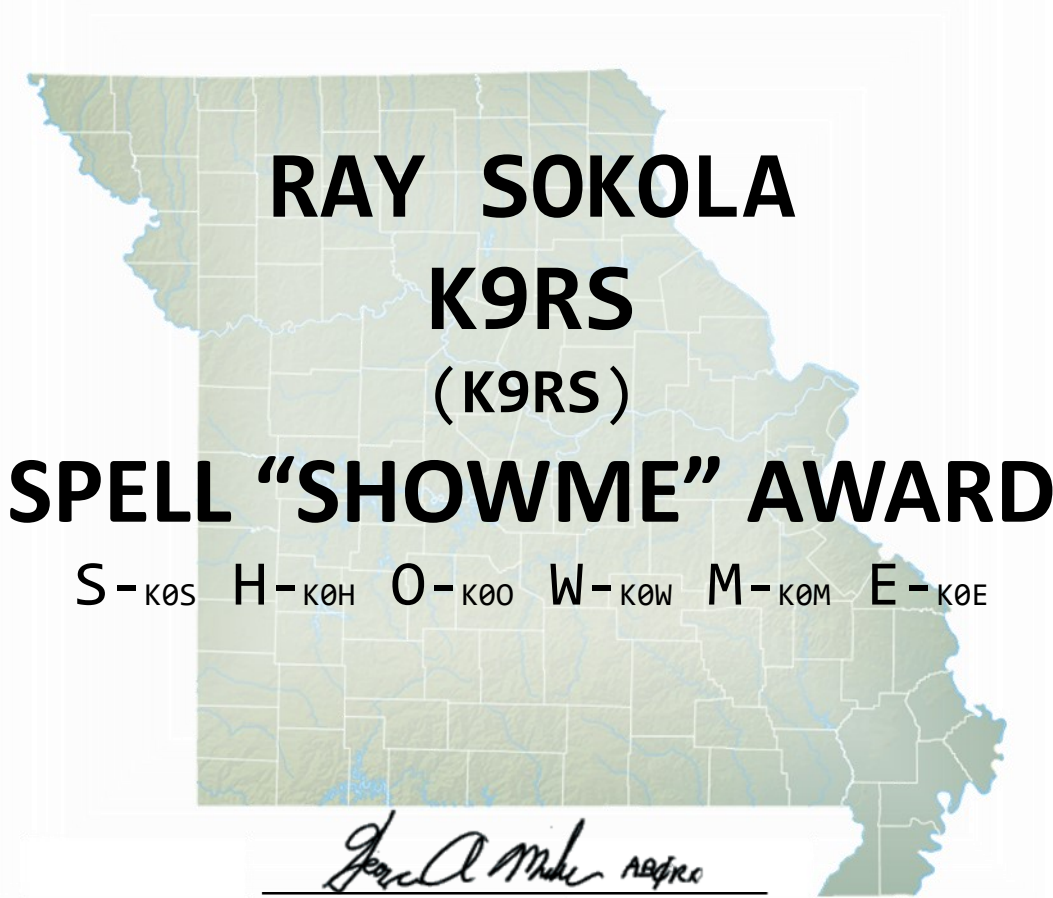 RAY SOKOLA
K9RS
(K9RS)
SPELL “SHOWME” AWARD
S-K0S H-K0H O-K0O W-K0W M-K0M E-K0E